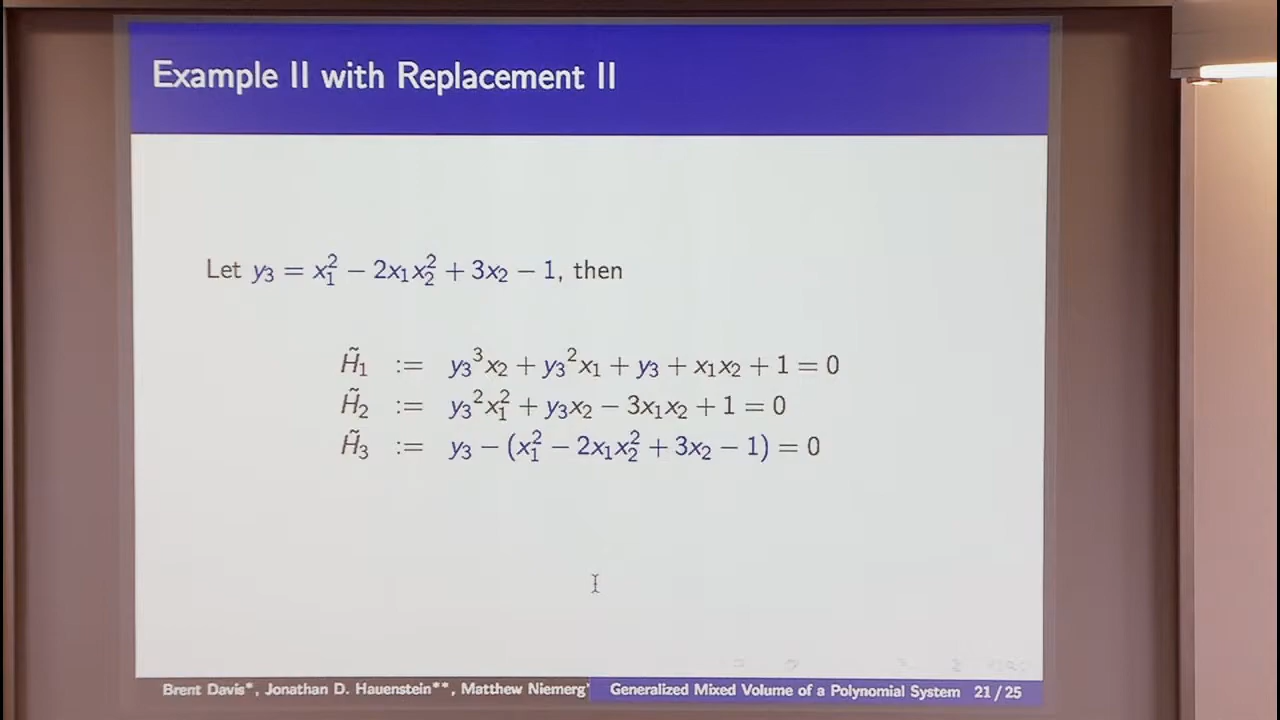 Example II with Replacement II
Let y₃ = x₁² − 2x₁x₂² + 3x₂ − 1, then
H̃₁ := y₃³x₂ + y₃²x₁ + y₃ + x₁x₂ + 1 = 0
H̃₂ := y₃²x₁² + y₃x₂ − 3x₁x₂ + 1 = 0
H̃₃ := y₃ − (x₁² − 2x₁x₂² + 3x₂ − 1) = 0
Brent Davis*, Jonathan D. Hauenstein**, Matthew Niemerg* Generalized Mixed Volume of a Polynomial System 21 / 25